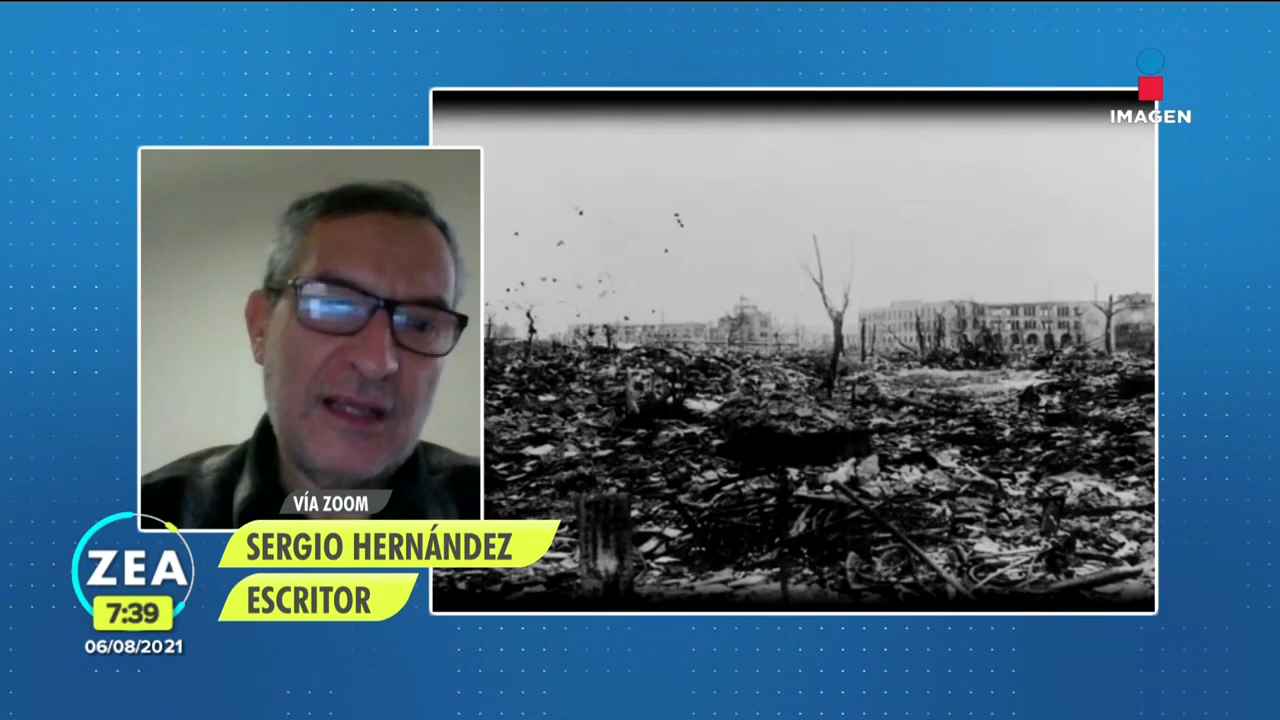 IMAGEN
VÍA ZOOM
SERGIO HERNÁNDEZ
ESCRITOR
ZEA
7:39
06/08/2021